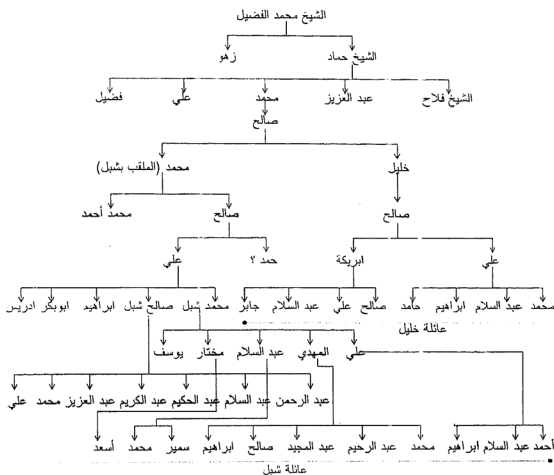 الشيخ محمد الفضيل
الشيخ حماد زهو
الشيخ فلاح عبد العزيز محمد علي فضيل
صالح
خليل محمد (الملقب بشبل)
صالح صالح محمد أحمد
علي ابريكة حمد ؟ علي
محمد عبد السلام ابراهيم حامد صالح علي عبد السلام جابر محمد شبل صالح شبل ابراهيم ابوبكر ادريس
عائلة خليل
علي المهدي عبد السلام مختار يوسف
عبد الرحمن عبد السلام عبد الحكيم عبد الكريم عبد العزيز محمد علي
أحمد عبد السلام ابراهيم محمد عبد الرحيم عبد المجيد صالح ابراهيم سمير محمد أسعد
عائلة شبل